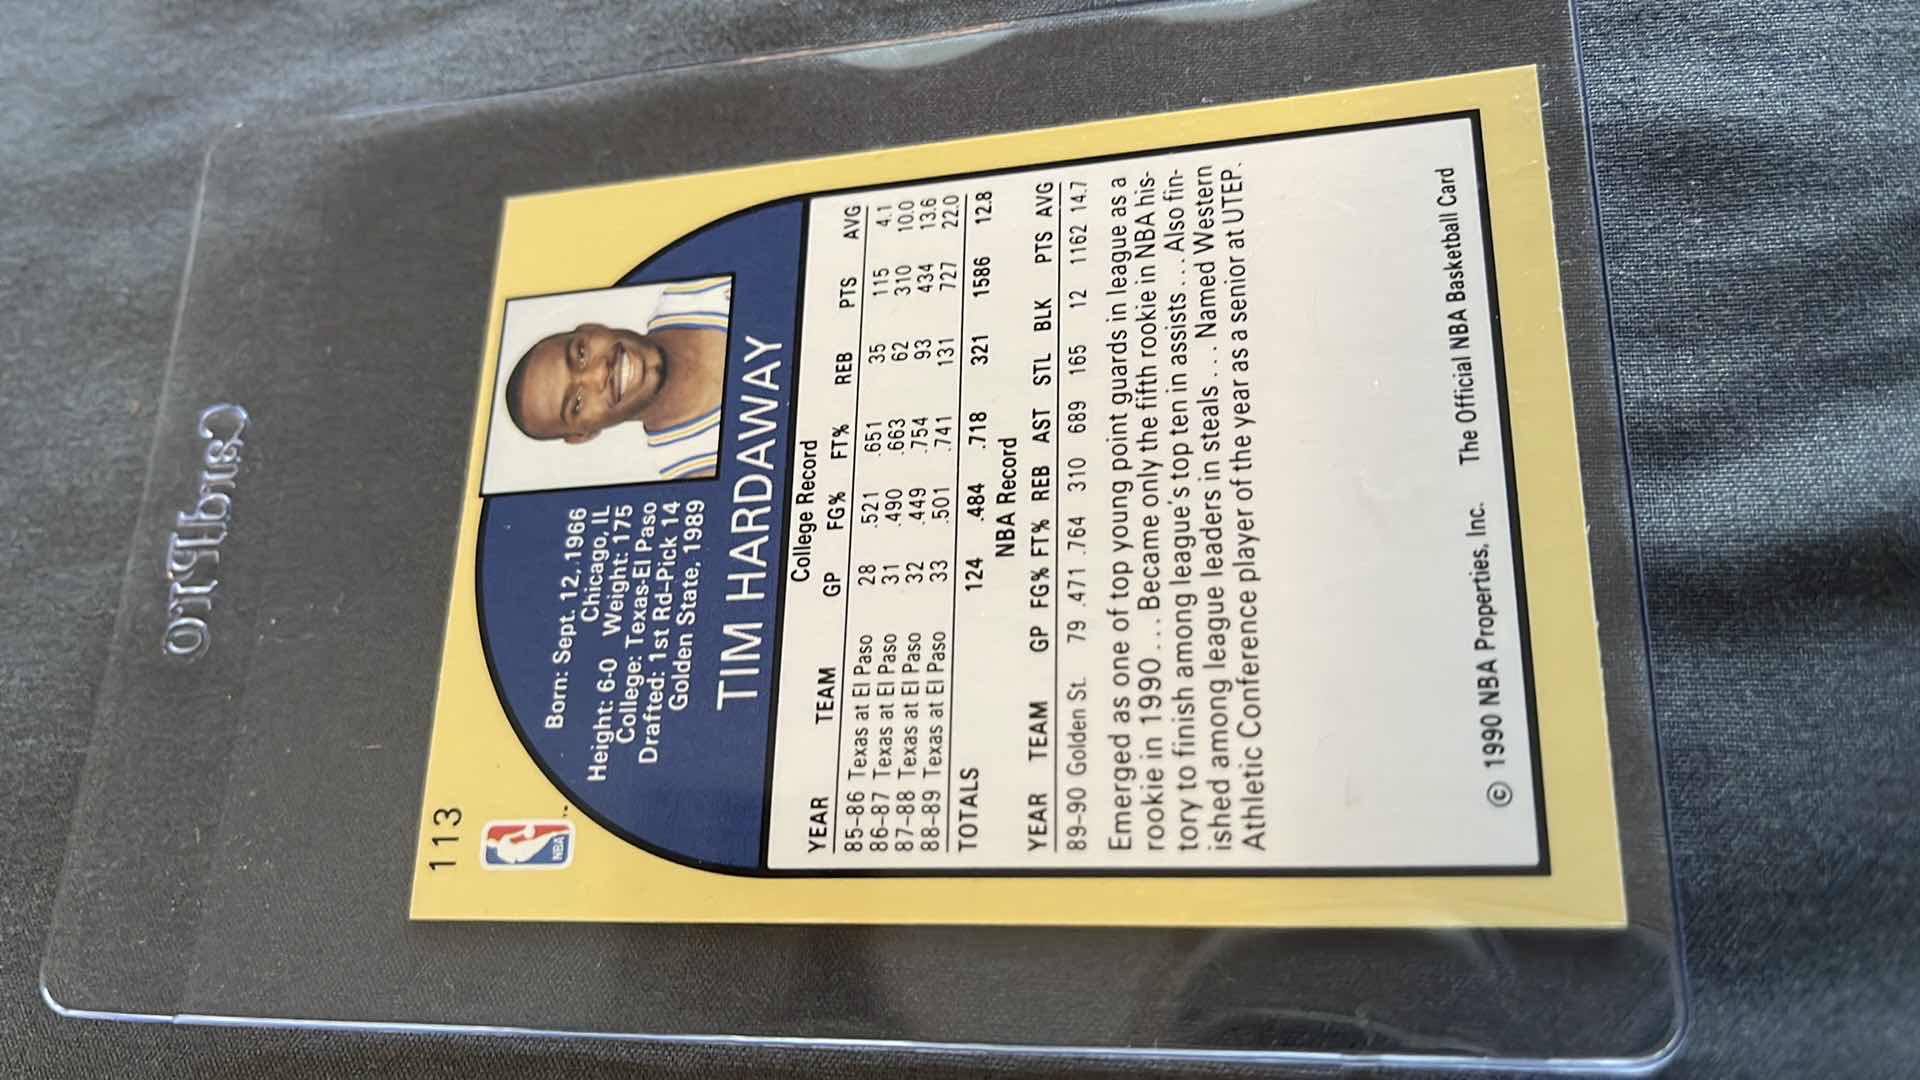 CardPro
113
NBA
Born: Sept. 12, 1966
Chicago, IL
Height: 6-0 Weight: 175
College: Texas-El Paso
Drafted: 1st Rd-Pick 14
Golden State, 1989
TIM HARDAWAY
College Record
YEAR TEAM GP FG% FT% REB PTS AVG
85-86 Texas at El Paso 28 .521 .651 35 115 4.1
86-87 Texas at El Paso 31 .490 .663 62 310 10.0
87-88 Texas at El Paso 32 .449 .754 93 434 13.6
88-89 Texas at El Paso 33 .501 .741 131 727 22.0
TOTALS 124 .484 .718 321 1586 12.8
NBA Record
YEAR TEAM GP FG% FT% REB AST STL BLK PTS AVG
89-90 Golden St. 79 .471 .764 310 689 165 12 1162 14.7
Emerged as one of top young point guards in league as a
rookie in 1990 . . . Became only the fifth rookie in NBA his-
tory to finish among league's top ten in assists . . . Also fin-
ished among league leaders in steals . . . Named Western
Athletic Conference player of the year as a senior at UTEP.
© 1990 NBA Properties, Inc. The Official NBA Basketball Card